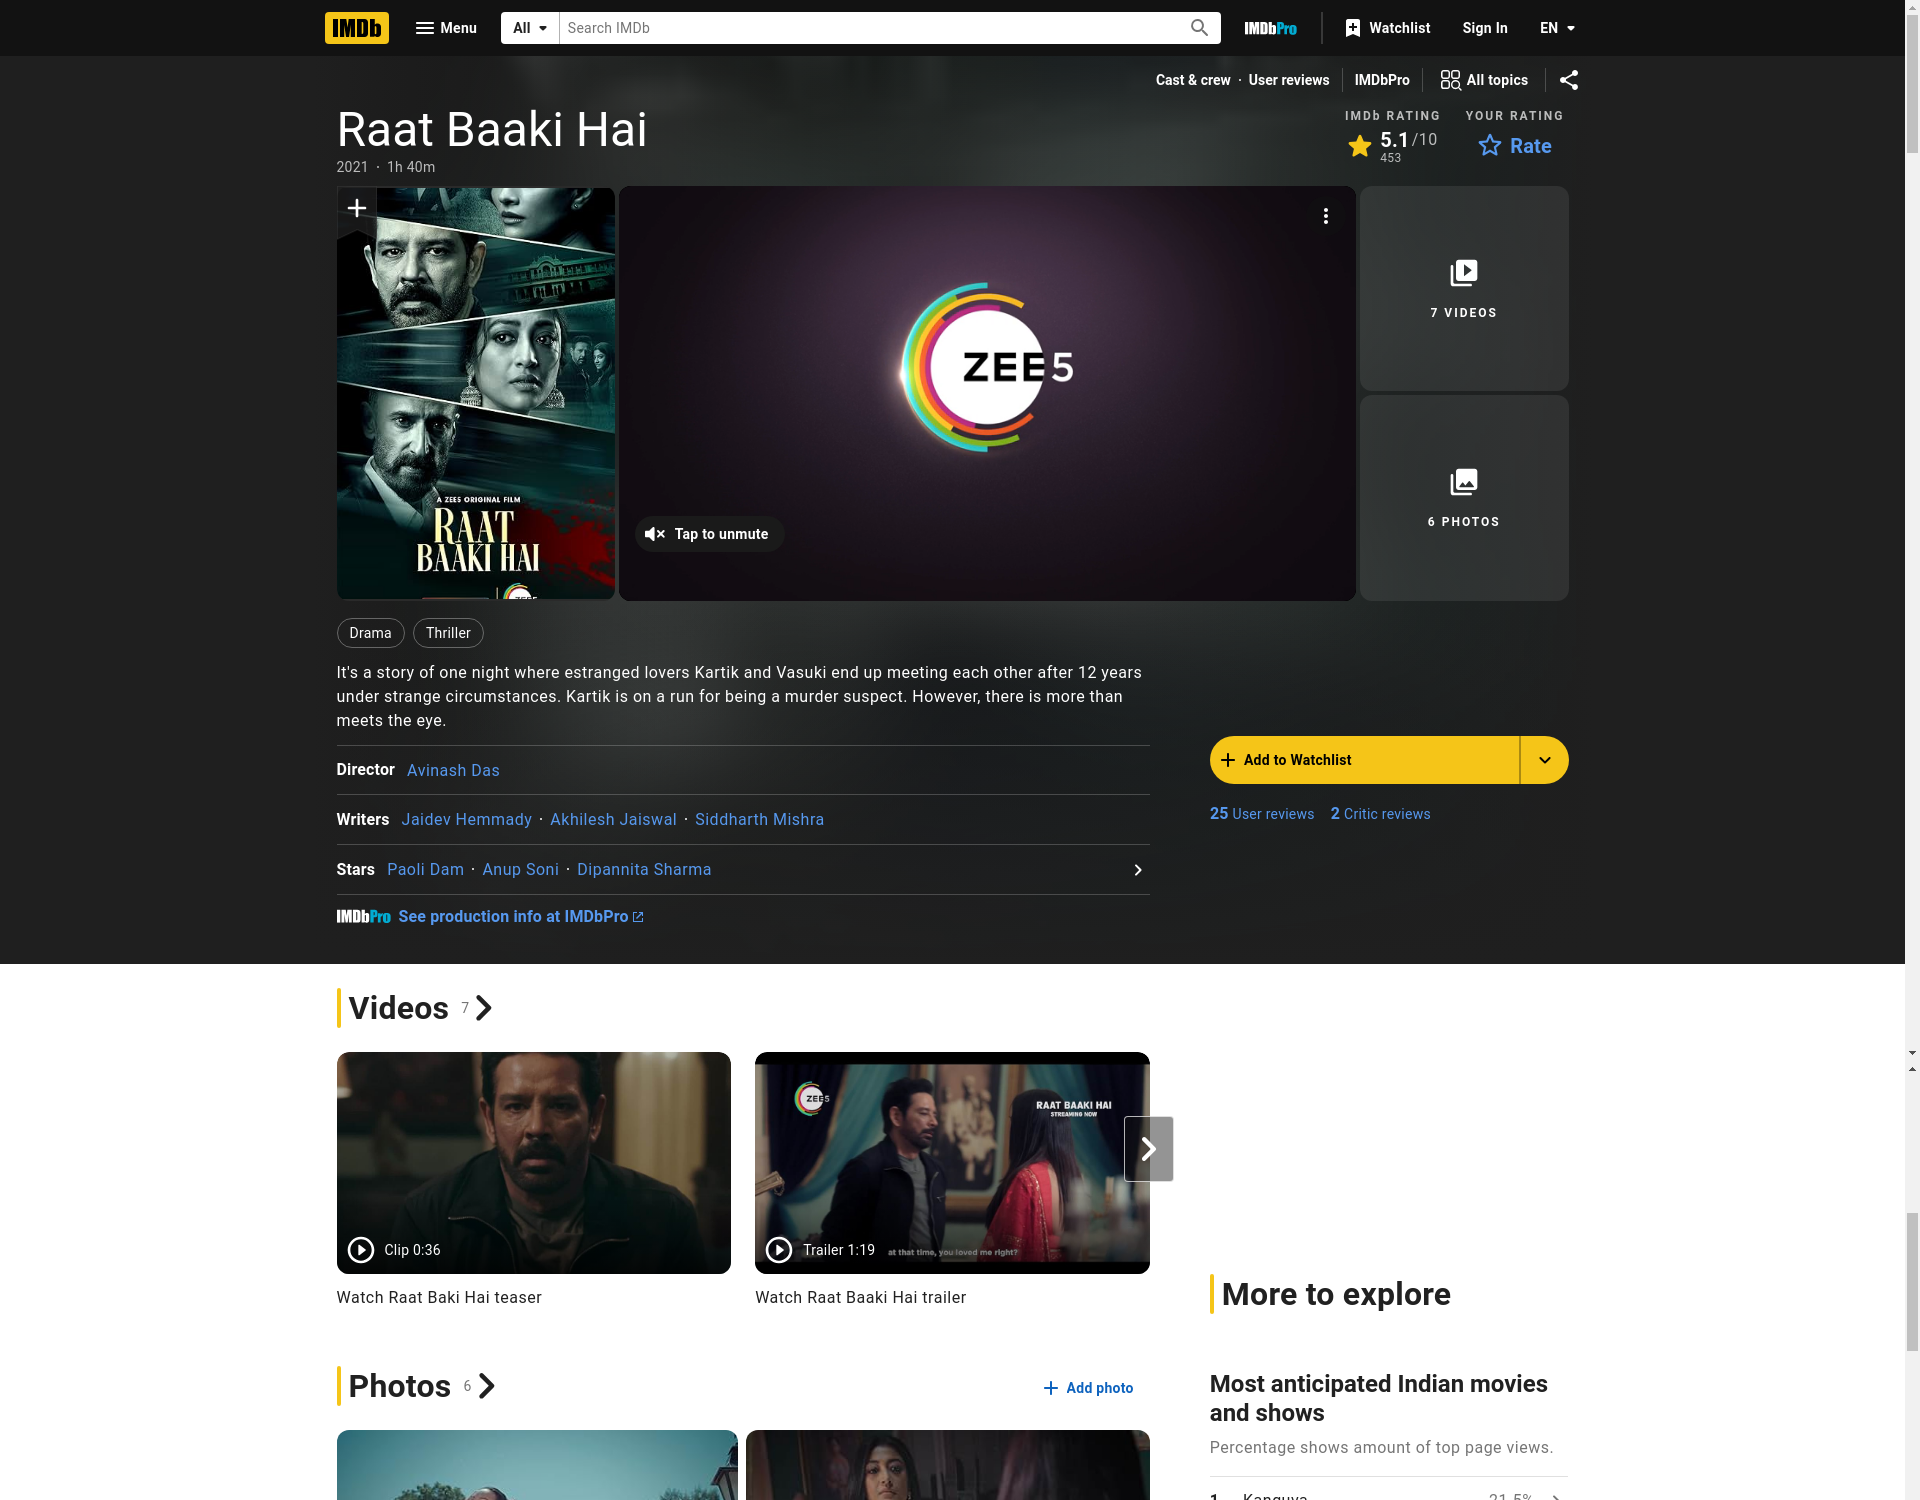 IMDb
Menu
All
Search IMDb
IMDbPro
Watchlist
Sign In
EN
Cast & crew · User reviews
IMDbPro
All topics
Raat Baaki Hai
2021 · 1h 40m
IMDb RATING
5.1/10
453
YOUR RATING
Rate
A ZEE5 ORIGINAL FILM
RAAT
BAAKI HAI
ZEE5
ZEE5
Tap to unmute
7 VIDEOS
6 PHOTOS
Drama
Thriller
It's a story of one night where estranged lovers Kartik and Vasuki end up meeting each other after 12 years
under strange circumstances. Kartik is on a run for being a murder suspect. However, there is more than
meets the eye.
Director Avinash Das
Writers Jaidev Hemmady · Akhilesh Jaiswal · Siddharth Mishra
Stars Paoli Dam · Anup Soni · Dipannita Sharma
IMDbPro See production info at IMDbPro
Add to Watchlist
25 User reviews 2 Critic reviews
Videos 7
ZEE5
RAAT BAAKI HAI
STREAMING NOW
at that time, you loved me right?
Clip 0:36
Trailer 1:19
Watch Raat Baki Hai teaser
Watch Raat Baaki Hai trailer
Photos 6
Add photo
More to explore
Most anticipated Indian movies
and shows
Percentage shows amount of top page views.
1 Kanguva 21.5%